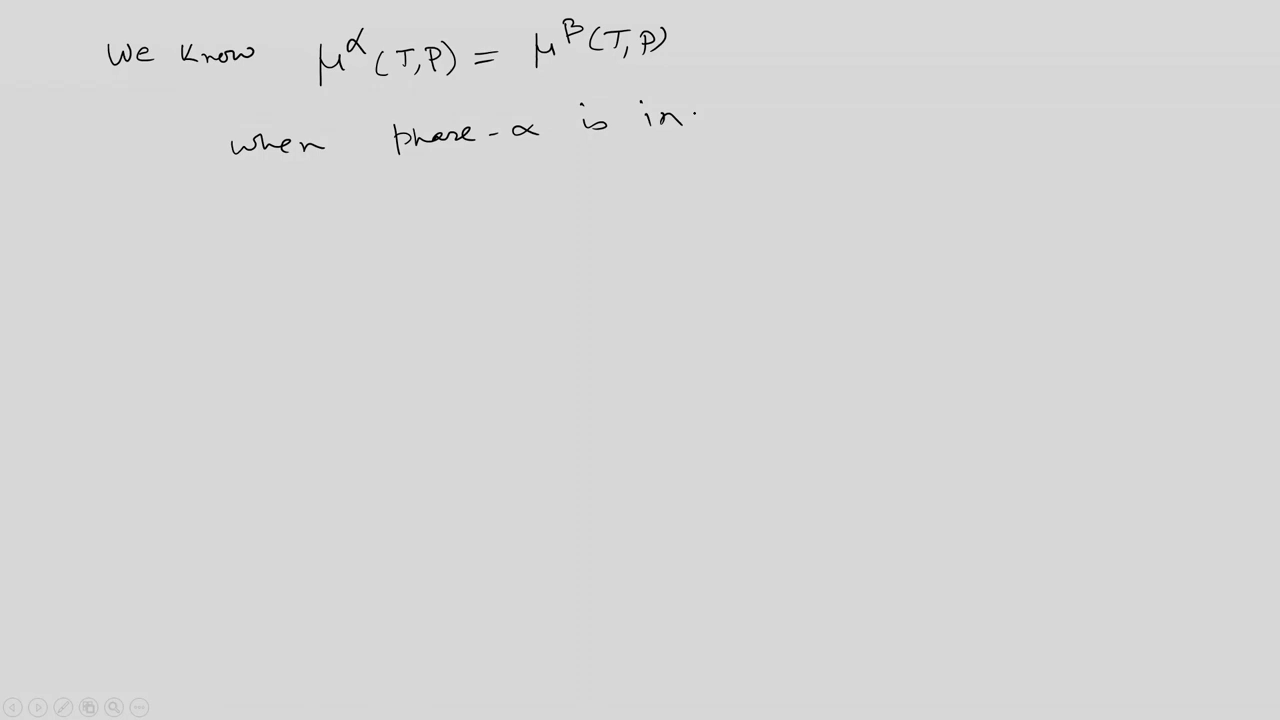 We know μ^α (T,P) = μ^β (T,P)
when phase-α is in